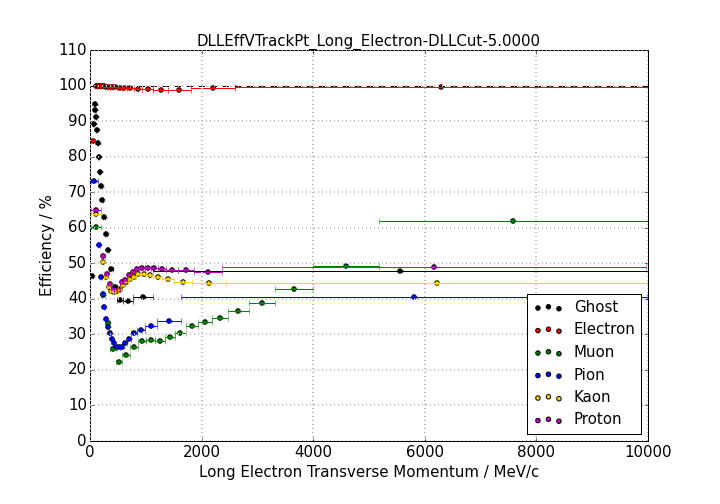 DLLEffVTrackPt_Long_Electron-DLLCut-5.0000
110
100
90
80
70
60
50
40
30
20
10
0
Efficiency / %
Ghost
Electron
Muon
Pion
Kaon
Proton
0 2000 4000 6000 8000 10000
Long Electron Transverse Momentum / MeV/c